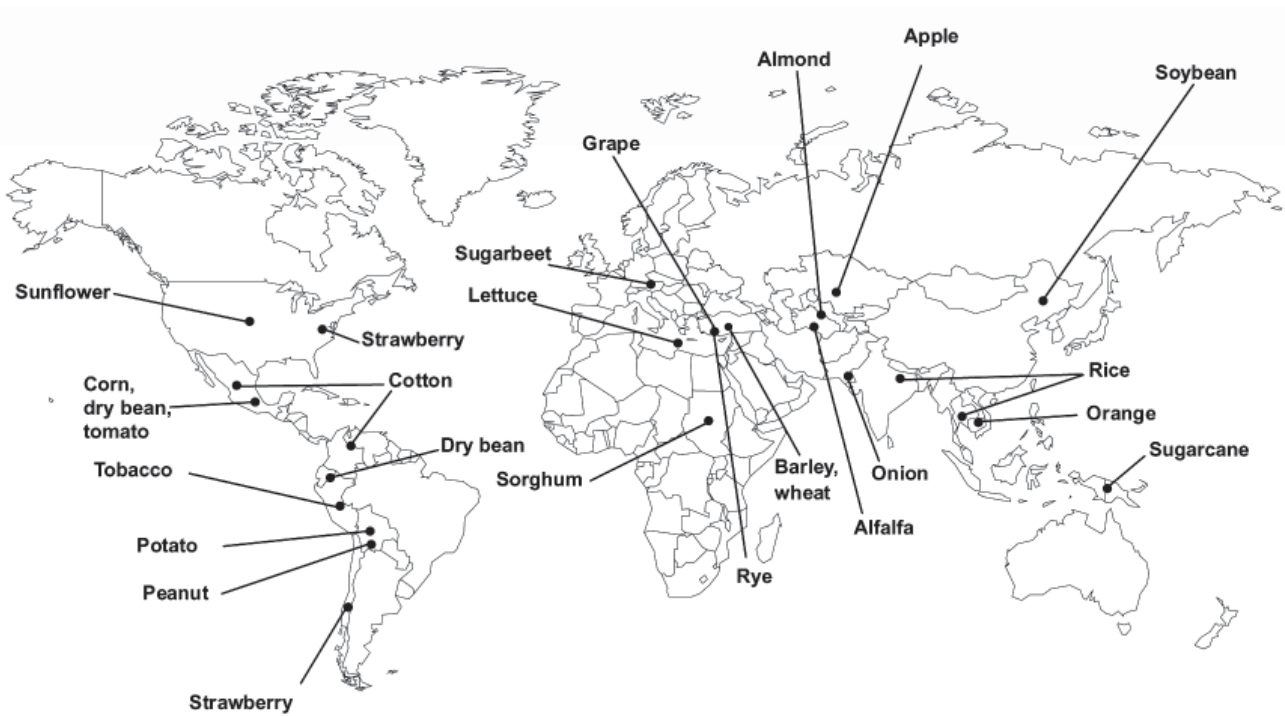 Apple
Almond
Soybean
Grape
Sugarbeet
Lettuce
Sunflower
Strawberry
Cotton
Corn,
dry bean,
tomato
Rice
Orange
Dry bean
Sugarcane
Tobacco
Sorghum
Barley,
wheat
Onion
Alfalfa
Potato
Rye
Peanut
Strawberry